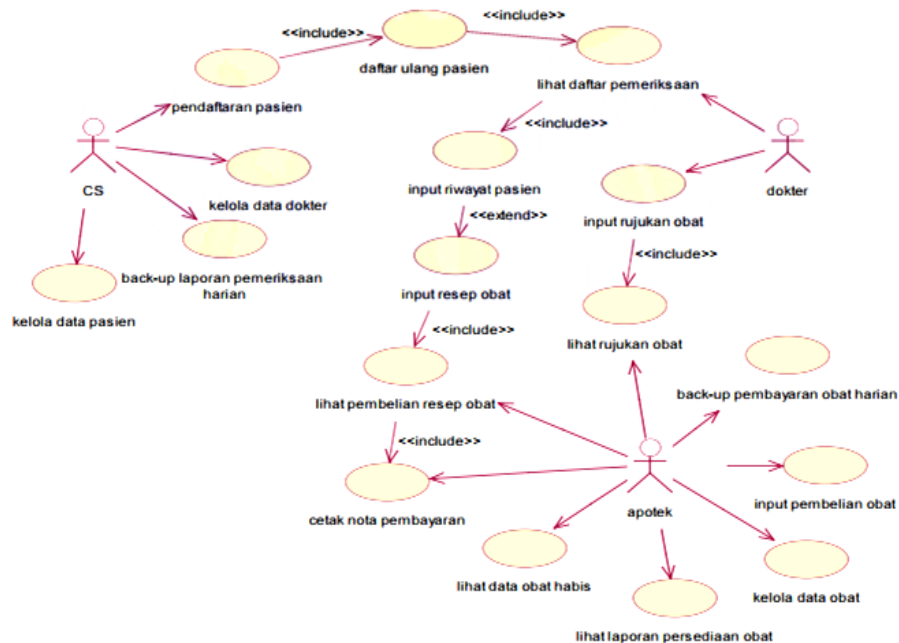 <<include>>
<<include>>
daftar ulang pasien
pendaftaran pasien
lihat daftar pemeriksaan
<<include>>
CS
kelola data dokter
input riwayat pasien
dokter
input rujukan obat
<<extend>>
<<include>>
back-up laporan pemeriksaan
harian
input resep obat
kelola data pasien
<<include>>
lihat rujukan obat
lihat pembelian resep obat
back-up pembayaran obat harian
<<include>>
cetak nota pembayaran
apotek
input pembelian obat
lihat data obat habis
kelola data obat
lihat laporan persediaan obat